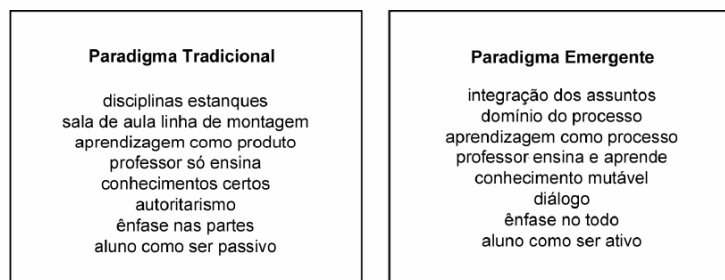 Paradigma Tradicional
disciplinas estanques
sala de aula linha de montagem
aprendizagem como produto
professor só ensina
conhecimentos certos
autoritarismo
ênfase nas partes
aluno como ser passivo
Paradigma Emergente
integração dos assuntos
domínio do processo
aprendizagem como processo
professor ensina e aprende
conhecimento mutável
diálogo
ênfase no todo
aluno como ser ativo